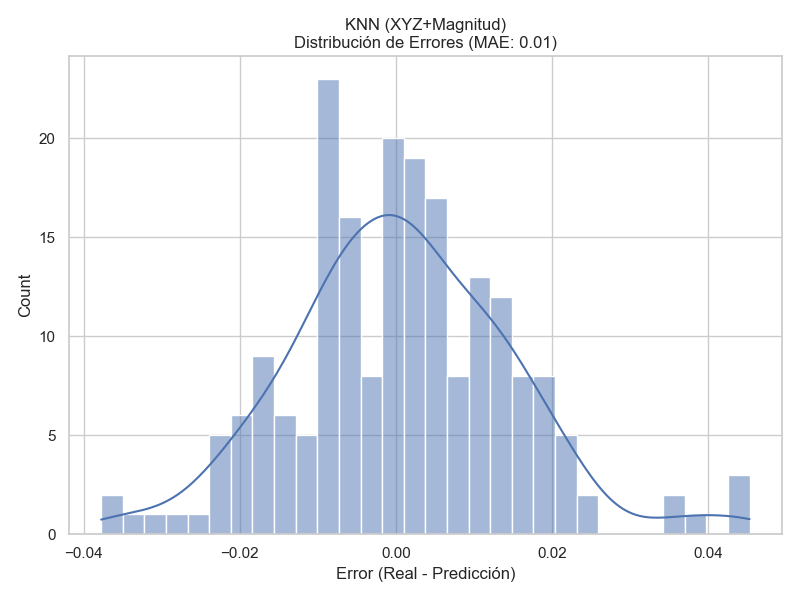 KNN (XYZ+Magnitud)
Distribución de Errores (MAE: 0.01)
Count
20
15
10
5
0
−0.04
−0.02
0.00
0.02
0.04
Error (Real - Predicción)